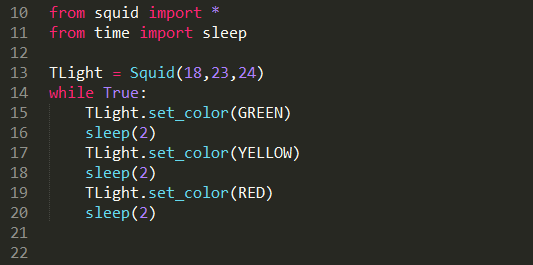 10 from squid import *
11 from time import sleep
12
13 TLight = Squid(18,23,24)
14 while True:
15     TLight.set_color(GREEN)
16     sleep(2)
17     TLight.set_color(YELLOW)
18     sleep(2)
19     TLight.set_color(RED)
20     sleep(2)
21
22